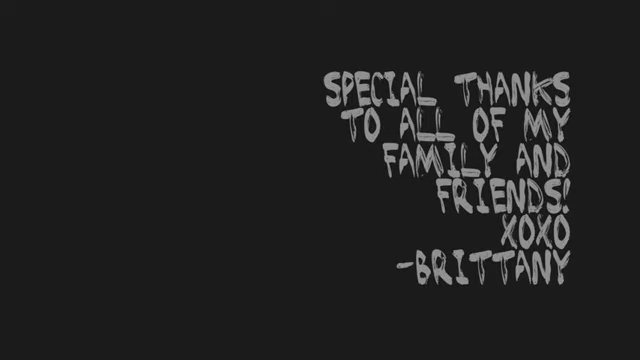 SPECIAL THANKS
TO ALL OF MY
FAMILY AND
FRIENDS!
XOXO
-BRITTANY